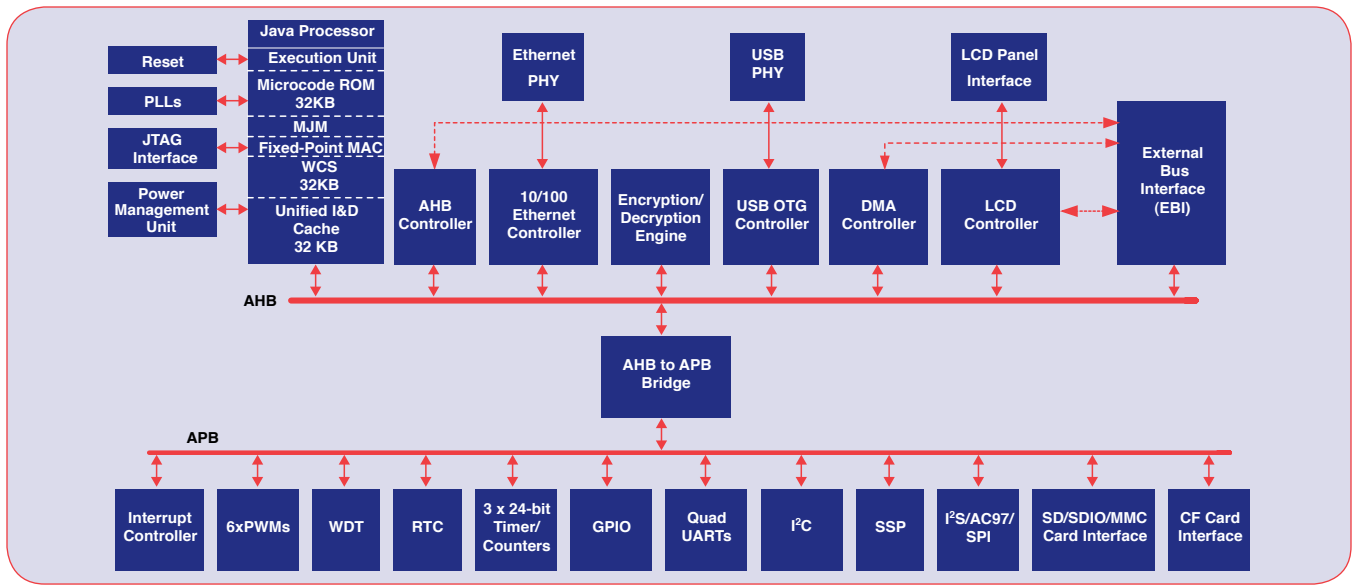 Java Processor
Execution Unit
Microcode ROM
32KB
MJM
Fixed-Point MAC
WCS
32KB
Unified I&D
Cache
32 KB
Reset
PLLs
JTAG
Interface
Power
Management
Unit
Ethernet
PHY
USB
PHY
LCD Panel
Interface
AHB
Controller
10/100
Ethernet
Controller
Encryption/
Decryption
Engine
USB OTG
Controller
DMA
Controller
LCD
Controller
External
Bus
Interface
(EBI)
AHB
AHB to APB
Bridge
APB
Interrupt
Controller
6xPWMs
WDT
RTC
3 x 24-bit
Timer/
Counters
GPIO
Quad
UARTs
I²C
SSP
I²S/AC97/
SPI
SD/SDIO/MMC
Card Interface
CF Card
Interface